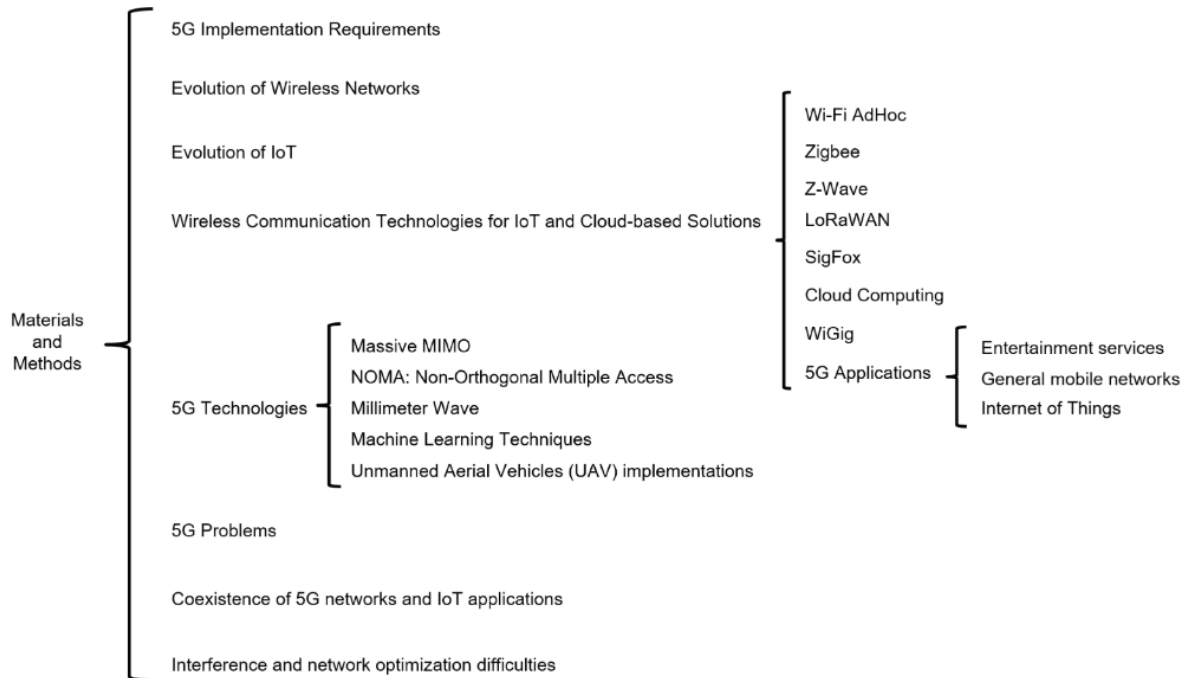 Materials
and
Methods
5G Implementation Requirements
Evolution of Wireless Networks
Evolution of IoT
Wireless Communication Technologies for IoT and Cloud-based Solutions
Wi-Fi AdHoc
Zigbee
Z-Wave
LoRaWAN
SigFox
Cloud Computing
WiGig
5G Applications
Entertainment services
General mobile networks
Internet of Things
5G Technologies
Massive MIMO
NOMA: Non-Orthogonal Multiple Access
Millimeter Wave
Machine Learning Techniques
Unmanned Aerial Vehicles (UAV) implementations
5G Problems
Coexistence of 5G networks and IoT applications
Interference and network optimization difficulties